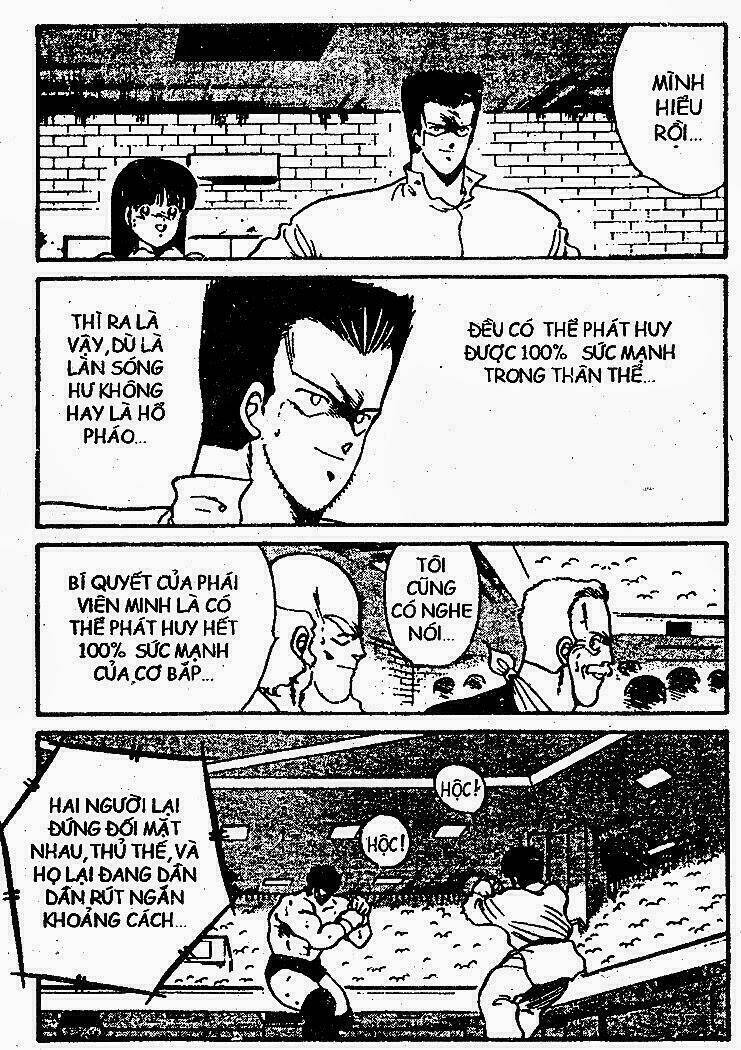 MÌNH
HIỂU
RỒI...
THÌ RA LÀ
VẬY, DÙ LÀ
LÀN SÓNG
HƯ KHÔNG
HAY LÀ HỔ
PHÁO...
ĐỀU CÓ THỂ PHÁT HUY
ĐƯỢC 100% SỨC MẠNH
TRONG THÂN THỂ...
BÍ QUYẾT CỦA PHÁI
VIÊN MINH LÀ CÓ
THỂ PHÁT HUY HẾT
100% SỨC MẠNH
CỦA CƠ BẮP...
TÔI
CŨNG
CÓ NGHE
NÓI...
HAI NGƯỜI LẠI
ĐỨNG ĐỐI MẶT
NHAU, THỦ THẾ, VÀ
HỌ LẠI ĐANG DẦN
DẦN RÚT NGẮN
KHOẢNG CÁCH...
HỘC!
HỘC!